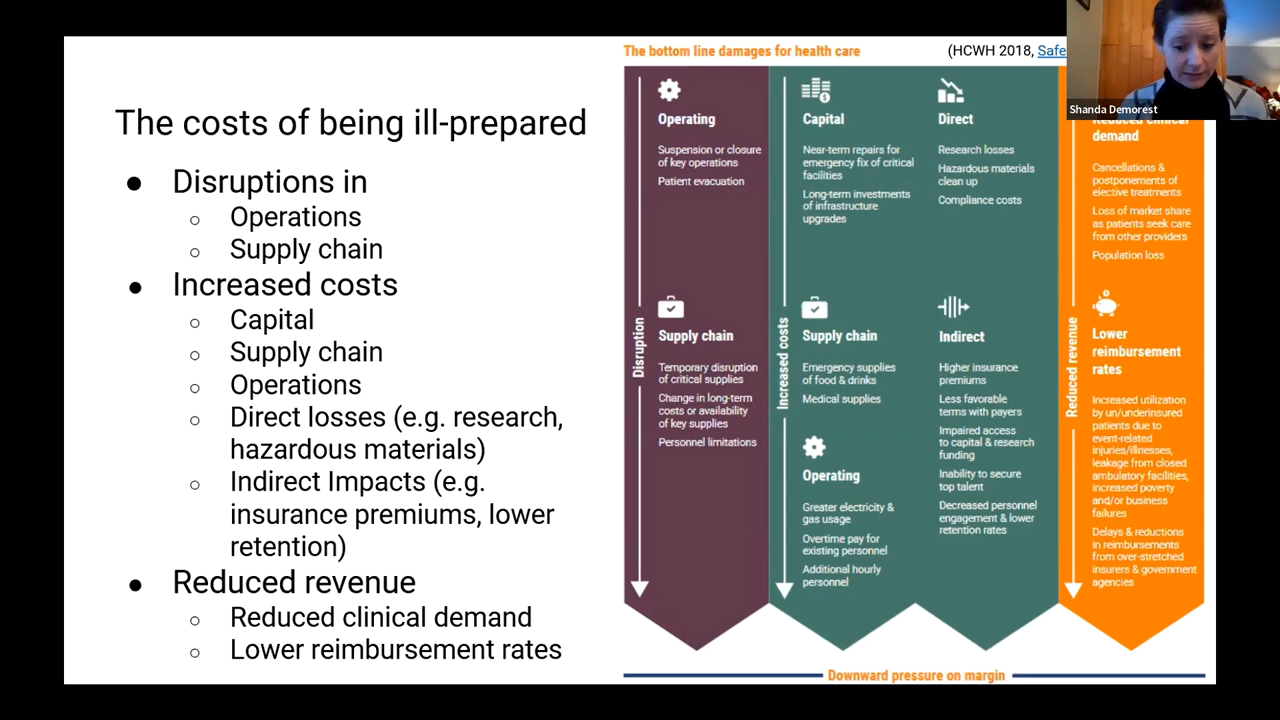 The costs of being ill-prepared
● Disruptions in
○ Operations
○ Supply chain
● Increased costs
○ Capital
○ Supply chain
○ Operations
○ Direct losses (e.g. research,
hazardous materials)
○ Indirect Impacts (e.g.
insurance premiums, lower
retention)
● Reduced revenue
○ Reduced clinical demand
○ Lower reimbursement rates
The bottom line damages for health care
(HCWH 2018, Safe
Shanda Demorest
Disruption
Operating
Suspension or closure
of key operations
Patient evacuation
Supply chain
Temporary disruption
of critical supplies
Change in long-term
costs or availability
of key supplies
Personnel limitations
Increased costs
Capital
Near-term repairs for
emergency fix of critical
facilities
Long-term investments
of infrastructure
upgrades
Supply chain
Emergency supplies
of food & drinks
Medical supplies
Operating
Greater electricity &
gas usage
Overtime pay for
existing personnel
Additional hourly
personnel
Direct
Research losses
Hazardous materials
clean up
Compliance costs
Indirect
Higher insurance
premiums
Less favorable
terms with payers
Impaired access
to capital & research
funding
Inability to secure
top talent
Decreased personnel
engagement & lower
retention rates
Reduced revenue
Reduced clinical
demand
Cancellations &
postponements of
elective treatments
Loss of market share
as patients seek care
from other providers
Population loss
Lower
reimbursement
rates
Increased utilization
by un/underinsured
patients due to
event-related
injuries/illnesses,
leakage from closed
ambulatory facilities,
increased poverty
and/or business
failures
Delays & reductions
in reimbursements
from over-stretched
insurers & government
agencies
Downward pressure on margin